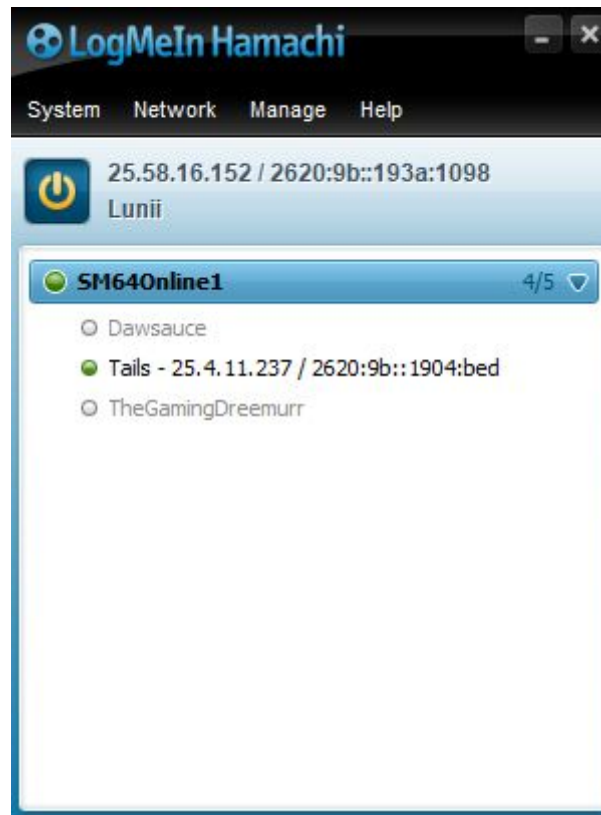 LogMeIn Hamachi
System Network Manage Help
25.58.16.152 / 2620:9b::193a:1098
Lunii
SM64Online1 4/5
Dawsauce
Tails - 25.4.11.237 / 2620:9b::1904:bed
TheGamingDreemurr